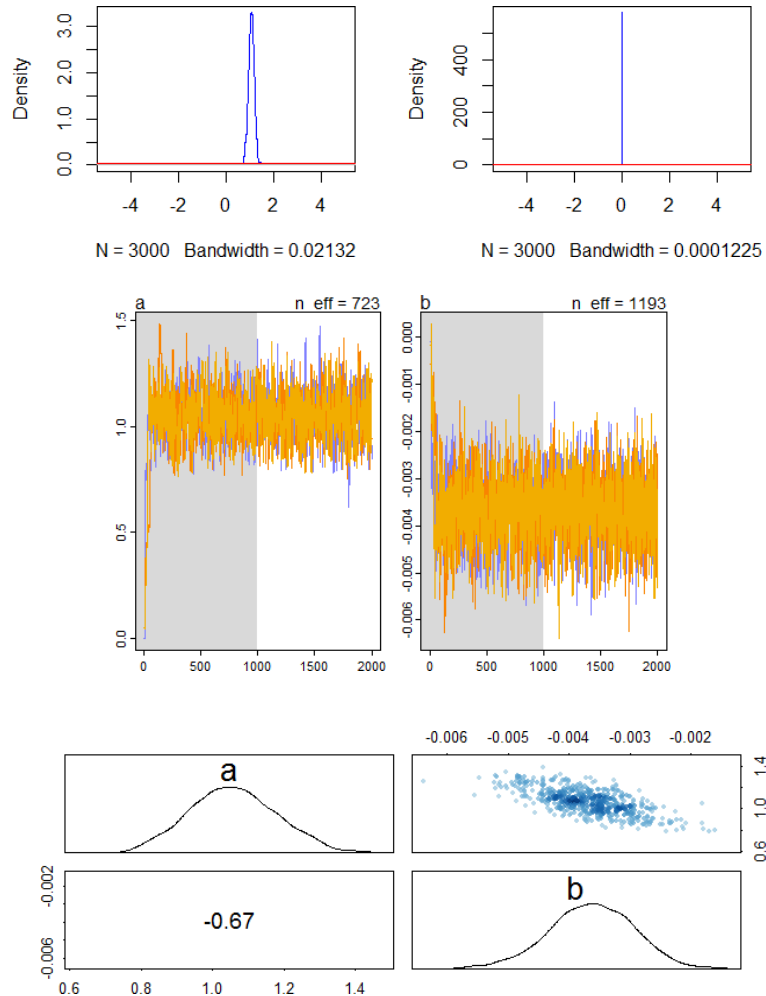 Density
0.0 1.0 2.0 3.0
-4 -2 0 2 4
N = 3000 Bandwidth = 0.02132
Density
0 200 400
-4 -2 0 2 4
N = 3000 Bandwidth = 0.0001225
a n_eff = 723
0.0 0.5 1.0 1.5
0 500 1000 1500 2000
b n_eff = 1193
-0.006 -0.005 -0.004 -0.003 -0.002 -0.001 0.000
0 500 1000 1500 2000
a
-0.006 -0.005 -0.004 -0.003 -0.002
0.6 1.0 1.4
-0.006 -0.002
-0.67
0.6 0.8 1.0 1.2 1.4
b